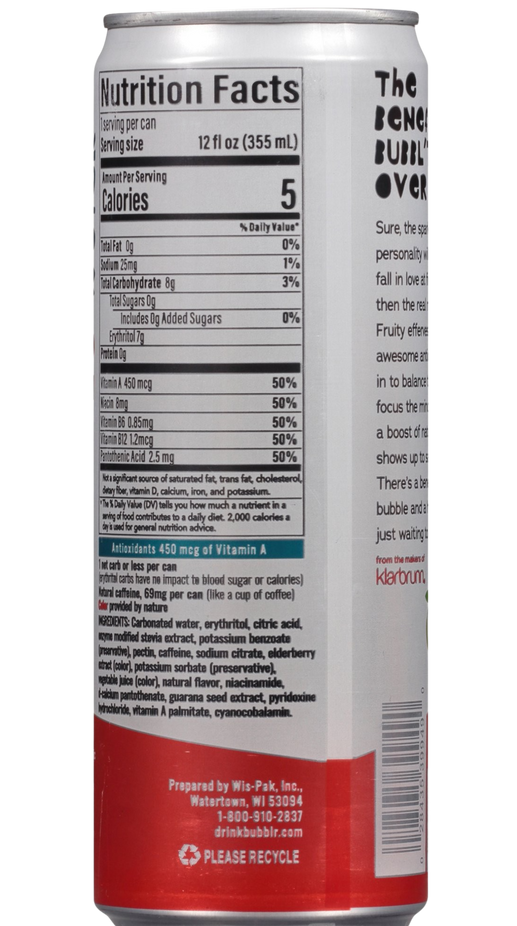 Nutrition Facts
1 serving per can
Serving size 12 fl oz (355 mL)
Amount Per Serving
Calories 5
% Daily Value*
Total Fat 0g 0%
Sodium 25mg 1%
Total Carbohydrate 8g 3%
Total Sugars 0g
Includes 0g Added Sugars 0%
Erythritol 7g
Protein 0g
Vitamin A 450 mcg 50%
Niacin 8mg 50%
Vitamin B6 0.85mg 50%
Vitamin B12 1.2mcg 50%
Pantothenic Acid 2.5 mg 50%
Not a significant source of saturated fat, trans fat, cholesterol,
dietary fiber, vitamin D, calcium, iron, and potassium.
*The % Daily Value (DV) tells you how much a nutrient in a
serving of food contributes to a daily diet. 2,000 calories a
day is used for general nutrition advice.
Antioxidants 450 mcg of Vitamin A
1 net carb or less per can
(erythritol carbs have no impact to blood sugar or calories)
Natural caffeine, 69mg per can (like a cup of coffee)
Color provided by nature
INGREDIENTS: Carbonated water, erythritol, citric acid,
enzyme modified stevia extract, potassium benzoate
(preservative), pectin, caffeine, sodium citrate, elderberry
extract (color), potassium sorbate (preservative),
vegetable juice (color), natural flavor, niacinamide,
d-calcium pantothenate, guarana seed extract, pyridoxine
hydrochloride, vitamin A palmitate, cyanocobalamin.
Prepared by Wis-Pak, Inc.,
Watertown, WI 53094
1-800-910-2837
drinkbubblr.com
PLEASE RECYCLE
The
BUBBL'
OVER
Sure, the
personality
fall in love at
then the real
Fruity
awesome
in to balance
focus the
a boost of
shows up to
There's a
bubble and a
just waiting
from the makers of
klarbrunn